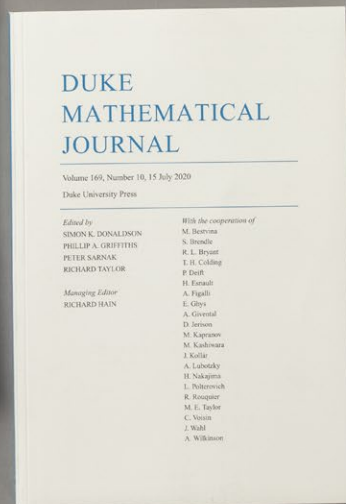 DUKE
MATHEMATICAL
JOURNAL
Volume 169, Number 10, 15 July 2020
Duke University Press
Edited by
SIMON K. DONALDSON
PHILLIP A. GRIFFITHS
PETER SARNAK
RICHARD TAYLOR
Managing Editor
RICHARD HAIN
With the cooperation of
M. Bestvina
S. Brendle
R. L. Bryant
T. H. Colding
P. Deift
H. Esnault
A. Figalli
E. Ghys
A. Givental
D. Jerison
M. Kapranov
M. Kashiwara
J. Kollár
A. Lubotzky
H. Nakajima
L. Polterovich
R. Rouquier
M. E. Taylor
C. Voisin
J. Wahl
A. Wilkinson